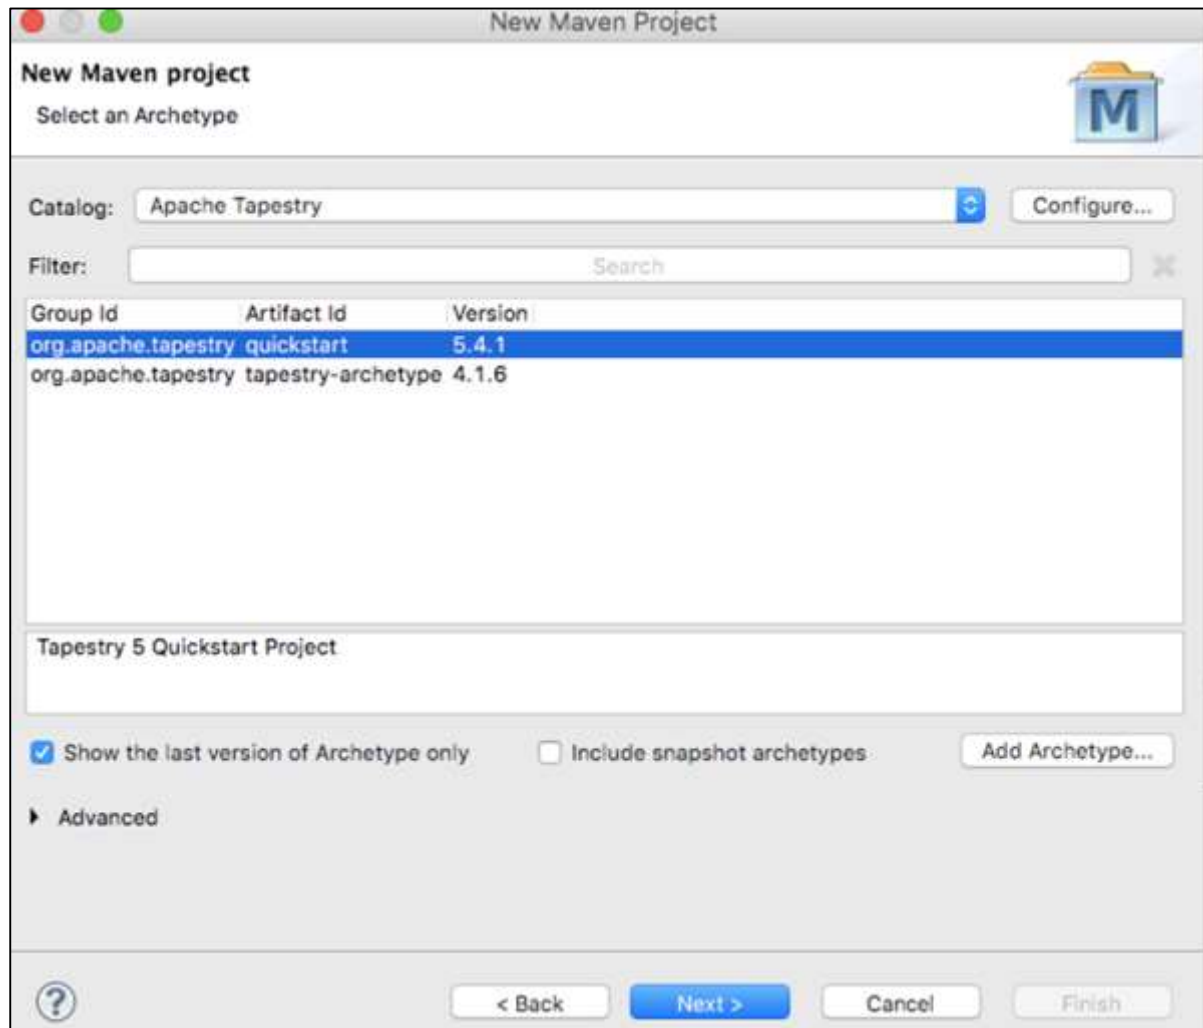 New Maven Project
New Maven project
Select an Archetype
M
Catalog: Apache Tapestry Configure...
Filter: Search
Group Id Artifact Id Version
org.apache.tapestry quickstart 5.4.1
org.apache.tapestry tapestry-archetype 4.1.6
Tapestry 5 Quickstart Project
Show the last version of Archetype only Include snapshot archetypes Add Archetype...
Advanced
? < Back Next > Cancel Finish